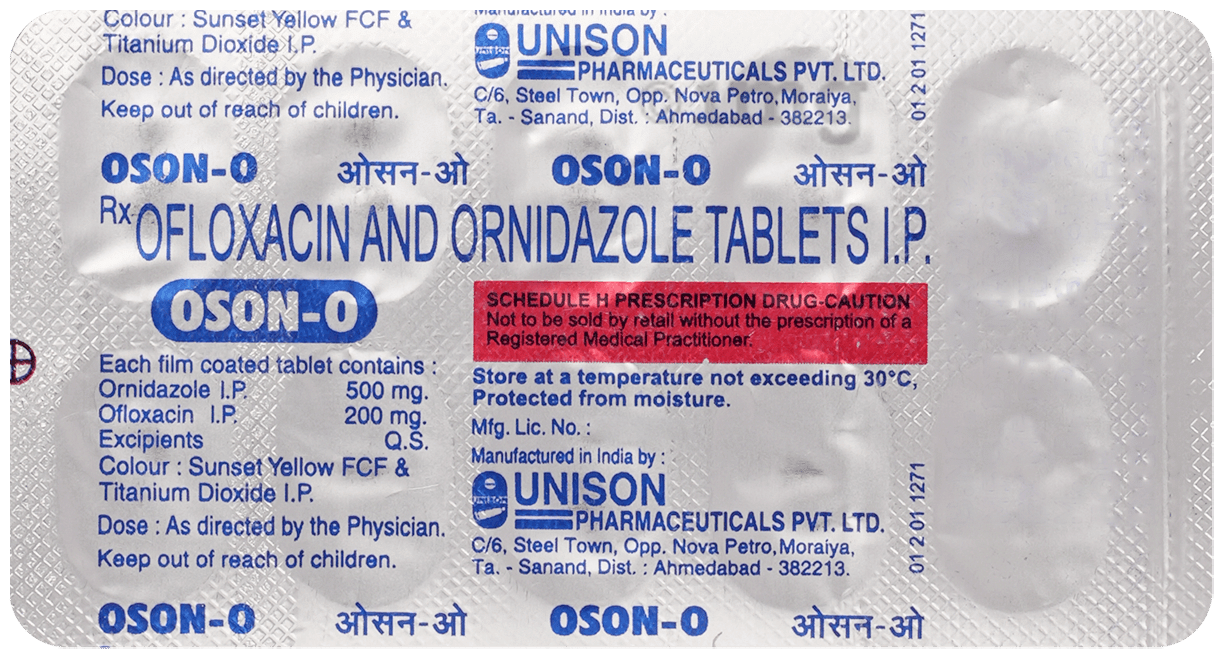 Colour : Sunset Yellow FCF &
Titanium Dioxide I.P.
Dose : As directed by the Physician.
Keep out of reach of children.
Manufactured in India by :
UNISON
UNISON
PHARMACEUTICALS PVT. LTD.
C/6, Steel Town, Opp. Nova Petro, Moraiya,
Ta. - Sanand, Dist. : Ahmedabad - 382213.
01 2 01 1271
OSON-O ओसन-ओ OSON-O ओसन-ओ
Rx OFLOXACIN AND ORNIDAZOLE TABLETS I.P.
OSON-O
Each film coated tablet contains :
Ornidazole I.P. 500 mg.
Ofloxacin I.P. 200 mg.
Excipients Q.S.
Colour : Sunset Yellow FCF &
Titanium Dioxide I.P.
Dose : As directed by the Physician.
Keep out of reach of children.
SCHEDULE H PRESCRIPTION DRUG-CAUTION
Not to be sold by retail without the prescription of a
Registered Medical Practitioner.
Store at a temperature not exceeding 30°C,
Protected from moisture.
Mfg. Lic. No. :
Manufactured in India by :
UNISON
UNISON
PHARMACEUTICALS PVT. LTD.
C/6, Steel Town, Opp. Nova Petro, Moraiya,
Ta. - Sanand, Dist. : Ahmedabad - 382213.
01 2 01 1271
OSON-O ओसन-ओ OSON-O ओसन-ओ